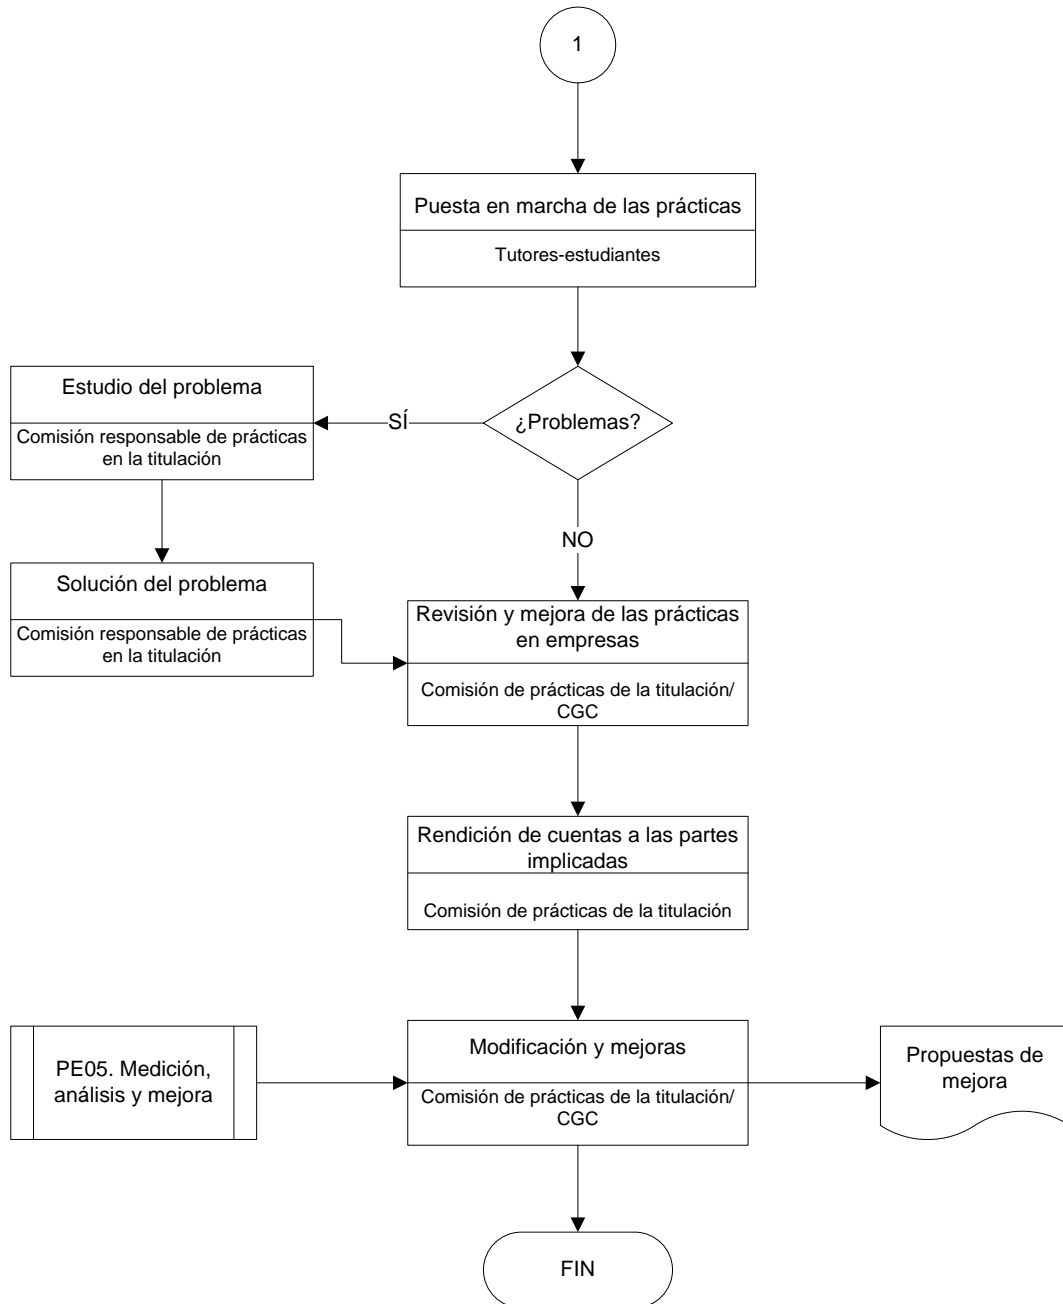 1
Puesta en marcha de las prácticas
Tutores-estudiantes
¿Problemas?
SÍ
Estudio del problema
Comisión responsable de prácticas
en la titulación
NO
Solución del problema
Comisión responsable de prácticas
en la titulación
Revisión y mejora de las prácticas
en empresas
Comisión de prácticas de la titulación/
CGC
Rendición de cuentas a las partes
implicadas
Comisión de prácticas de la titulación
PE05. Medición,
análisis y mejora
Modificación y mejoras
Comisión de prácticas de la titulación/
CGC
Propuestas de
mejora
FIN